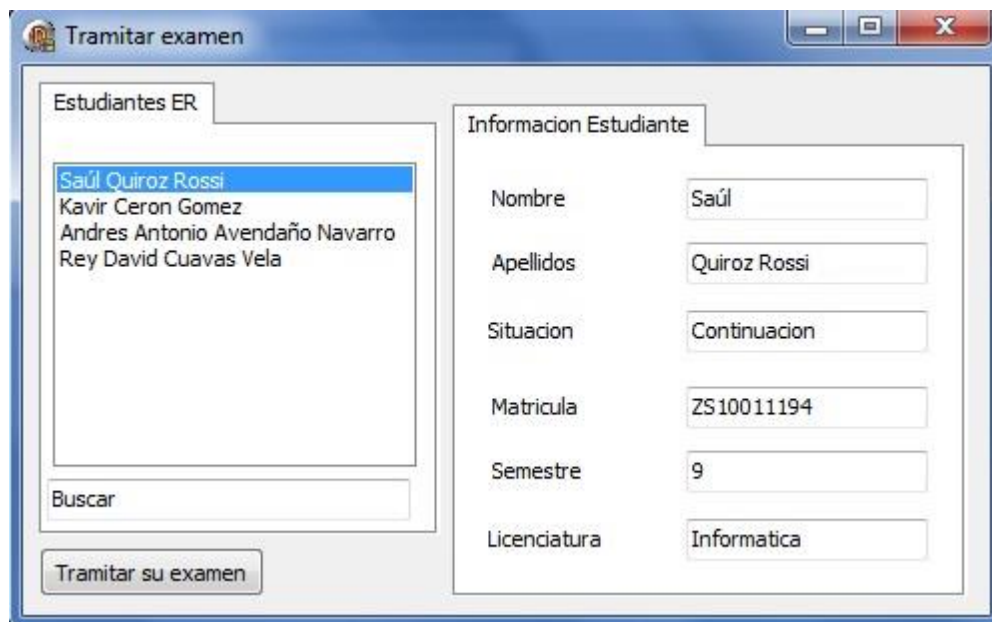 Tramitar examen
Estudiantes ER
Saúl Quiroz Rossi
Kavir Ceron Gomez
Andres Antonio Avendaño Navarro
Rey David Cuavas Vela
Buscar
Tramitar su examen
Informacion Estudiante
Nombre Saúl
Apellidos Quiroz Rossi
Situacion Continuacion
Matricula ZS10011194
Semestre 9
Licenciatura Informatica